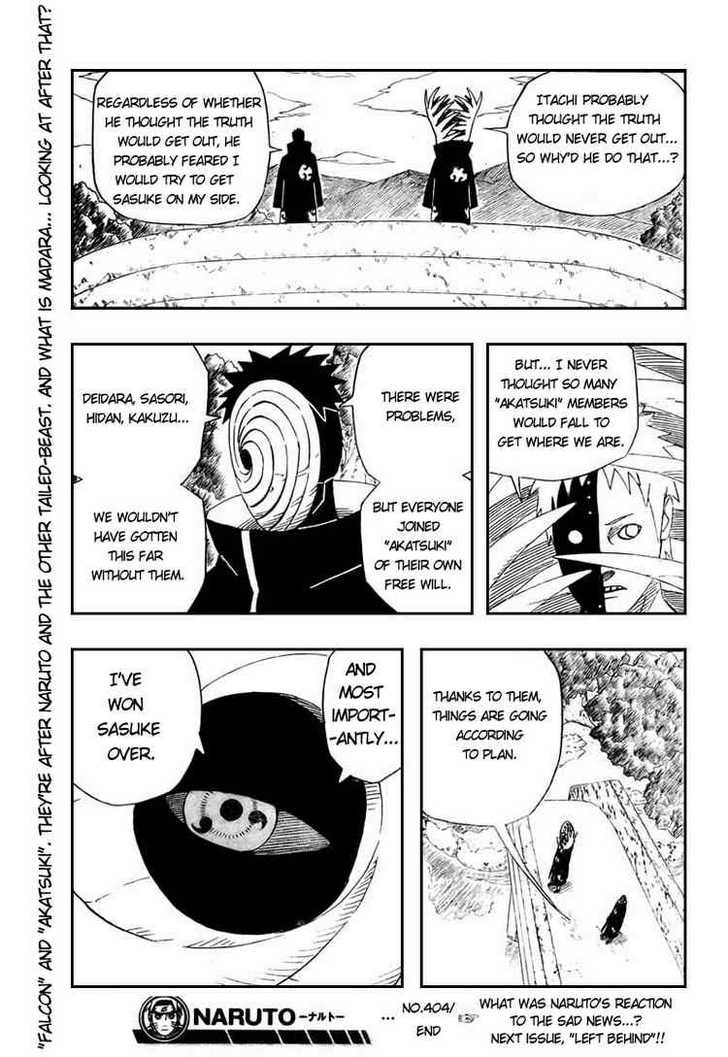 ITACHI PROBABLY
THOUGHT THE TRUTH
WOULD NEVER GET OUT...
SO WHY'D HE DO THAT...?
REGARDLESS OF WHETHER
HE THOUGHT THE TRUTH
WOULD GET OUT, HE
PROBABLY FEARED I
WOULD TRY TO GET
SASUKE ON MY SIDE.
BUT... I NEVER
THOUGHT SO MANY
"AKATSUKI" MEMBERS
WOULD FALL TO
GET WHERE WE ARE.
THERE WERE
PROBLEMS,
BUT EVERYONE
JOINED
"AKATSUKI"
OF THEIR OWN
FREE WILL.
DEIDARA, SASORI,
HIDAN, KAKUZU...
WE WOULDN'T
HAVE GOTTEN
THIS FAR
WITHOUT THEM.
THANKS TO THEM,
THINGS ARE GOING
ACCORDING
TO PLAN.
AND
MOST
IMPORT-
-ANTLY...
I'VE
WON
SASUKE
OVER.
"FALCON" AND "AKATSUKI". THEY'RE AFTER NARUTO AND THE OTHER TAILED-BEAST. AND WHAT IS MADARA... LOOKING AT AFTER THAT?
NARUTO -ナルト- ... NO.404/
END
WHAT WAS NARUTO'S REACTION
TO THE SAD NEWS...?
NEXT ISSUE, "LEFT BEHIND"!!